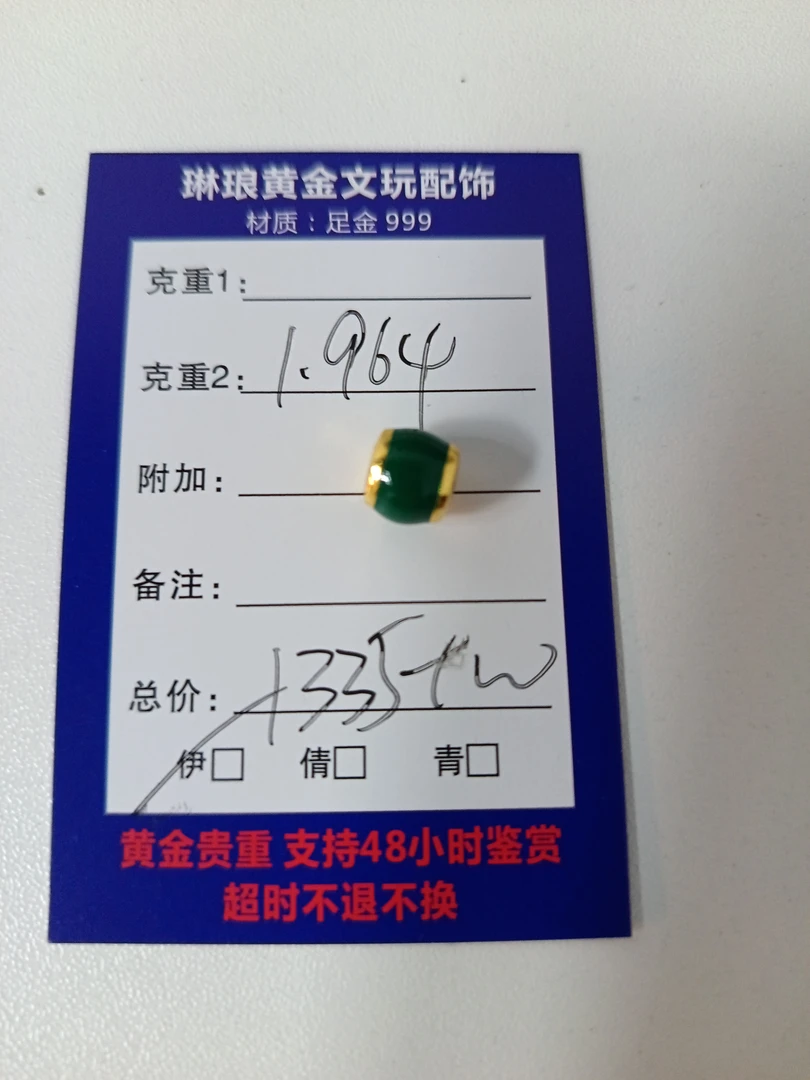 琳琅黄金文玩配饰
材质：足金 999
克重1：
克重2：1.964
附加：
备注：
总价：1335+w
伊□ 倩□ 青□
黄金贵重 支持48小时鉴赏
超时不退不换